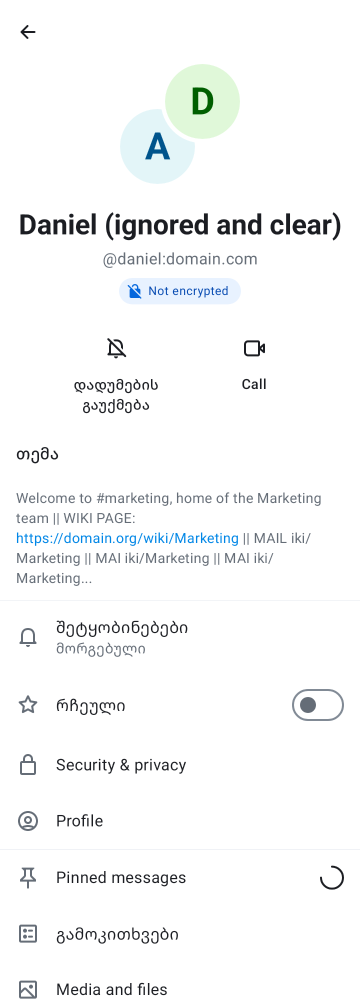 D
A
Daniel (ignored and clear)
@daniel:domain.com
Not encrypted
დადუმების
გაუქმება
Call
თემა
Welcome to #marketing, home of the Marketing
team || WIKI PAGE:
https://domain.org/wiki/Marketing || MAIL iki/
Marketing || MAI iki/Marketing || MAI iki/
Marketing...
შეტყობინებები
მორგებული
რჩეული
Security & privacy
Profile
Pinned messages
გამოკითხვები
Media and files